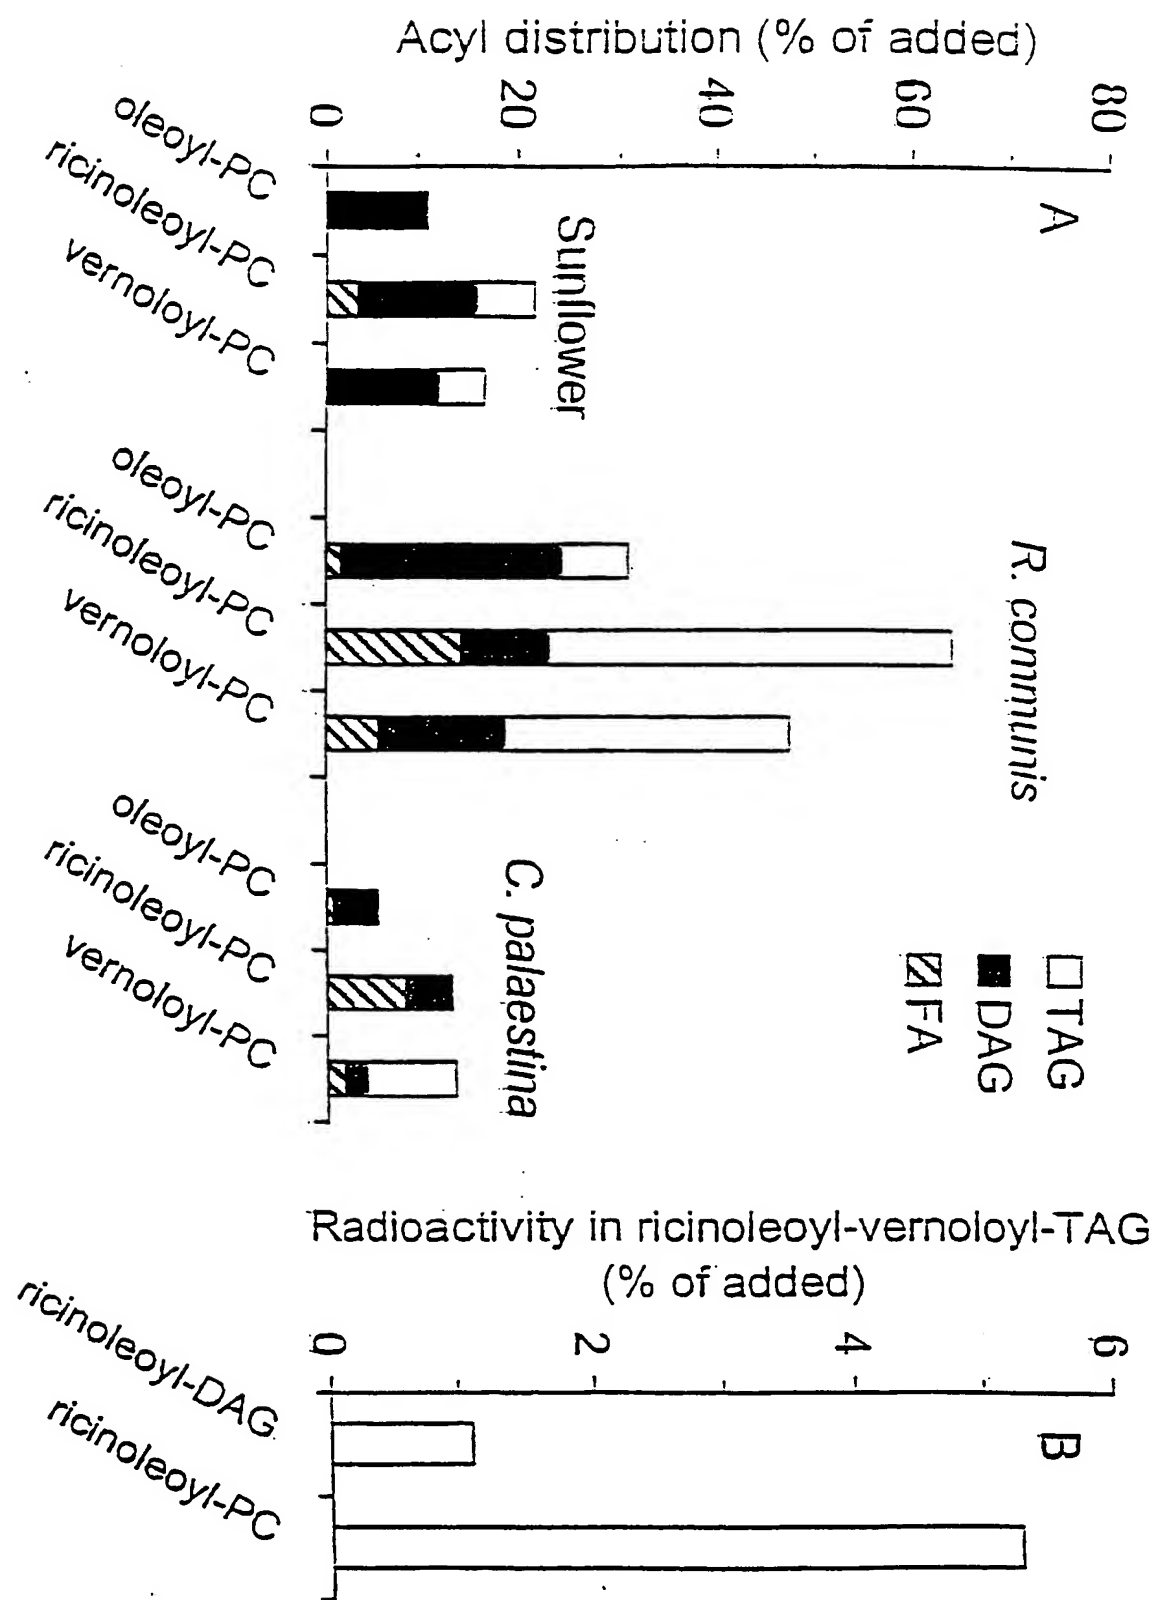 Acyl distribution (% of added)
80
60
40
20
0
A
Sunflower
R. communis
C. palaestina
TAG
DAG
FA
oleoyl-PC
ricinoleoyl-PC
vernoloyl-PC
oleoyl-PC
ricinoleoyl-PC
vernoloyl-PC
oleoyl-PC
ricinoleoyl-PC
vernoloyl-PC
Radioactivity in ricinoleoyl-vernoloyl-TAG
(% of added)
6
4
2
0
B
ricinoleoyl-DAG
ricinoleoyl-PC